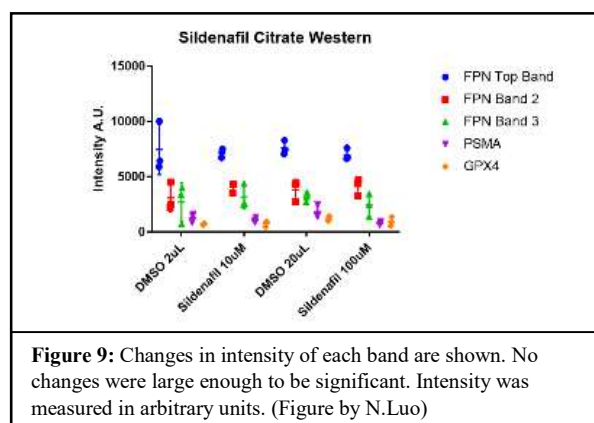 Sildenafil Citrate Western
Intensity A.U.
15000
10000
5000
0
DMSO 2uL
Sildenafil 10uM
DMSO 20uL
Sildenafil 100uM
FPN Top Band
FPN Band 2
FPN Band 3
PSMA
GPX4
Figure 9: Changes in intensity of each band are shown. No
changes were large enough to be significant. Intensity was
measured in arbitrary units. (Figure by N.Luo)